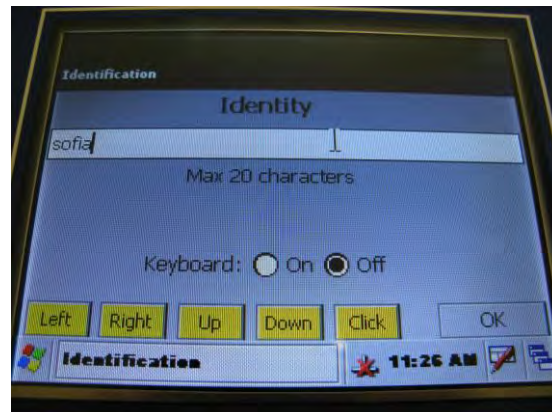 Identification
Identity
sofia
Max 20 characters
Keyboard: On Off
Left Right Up Down Click OK
Identification 11:26 AM